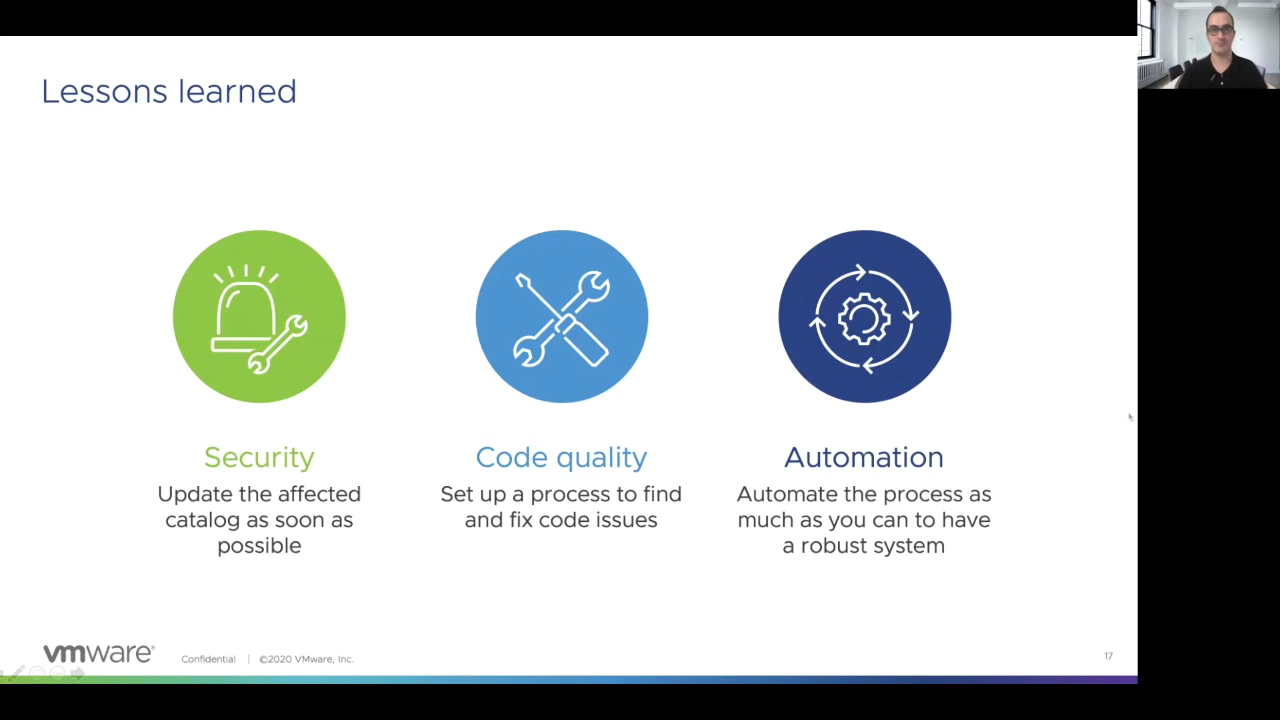 Lessons learned
Security
Update the affected
catalog as soon as
possible
Code quality
Set up a process to find
and fix code issues
Automation
Automate the process as
much as you can to have
a robust system
vmware®
Confidential | ©2020 VMware, Inc.
17